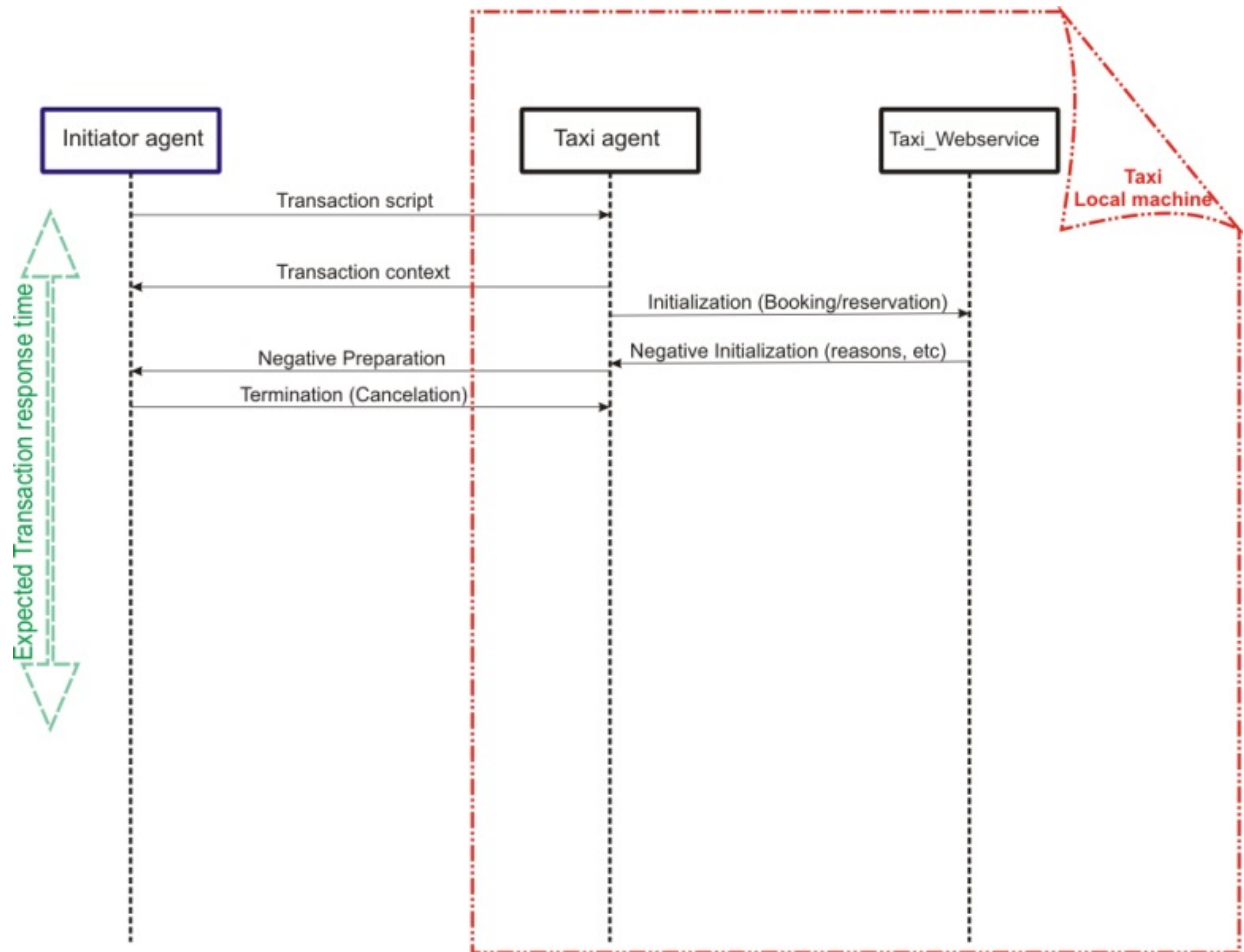 Initiator agent
Taxi agent
Taxi_Webservice
Taxi
Local machine
Transaction script
Transaction context
Initialization (Booking/reservation)
Negative Initialization (reasons, etc)
Negative Preparation
Termination (Cancelation)
Expected Transaction response time